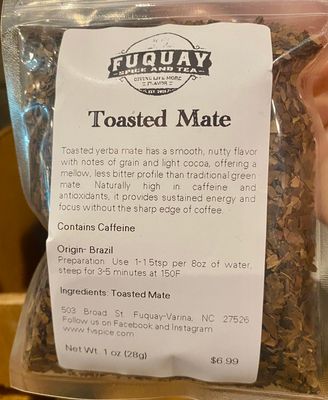 FUQUAY
SPICE AND TEA
GIVING LIFE MORE
FLAVOR
Toasted Mate
Toasted yerba mate has a smooth, nutty flavor
with notes of grain and light cocoa, offering a
mellow, less bitter profile than traditional green
mate. Naturally high in caffeine and
antioxidants, it provides sustained energy and
focus without the sharp edge of coffee.
Contains Caffeine
Origin- Brazil
Preparation: Use 1-1.5tsp per 8oz of water,
steep for 3-5 minutes at 150F
Ingredients: Toasted Mate
503 Broad St. Fuquay-Varina, NC 27526
Follow us on Facebook and Instagram
www.fvspice.com
Net Wt. 1 oz (28g)
$6.99